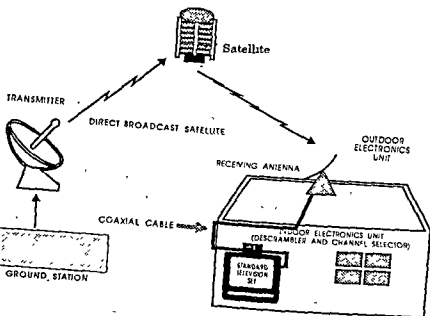 Satellite
TRANSMITTER
DIRECT BROADCAST SATELLITE
OUTDOOR
ELECTRONICS
UNIT
RECEIVING ANTENNA
COAXIAL CABLE
INDOOR ELECTRONICS UNIT
(DESCRAMBLER AND CHANNEL SELECTOR)
STANDARD
TELEVISION
SET
GROUND STATION